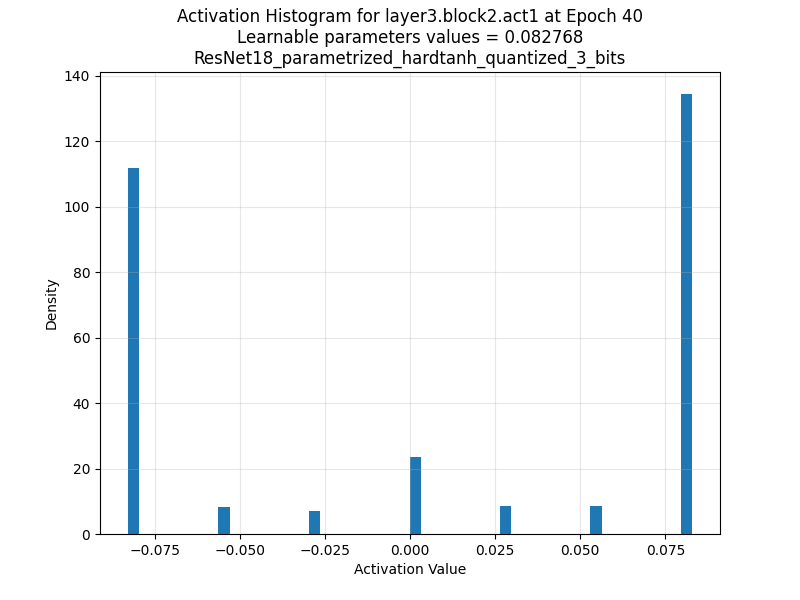 Activation Histogram for layer3.block2.act1 at Epoch 40
Learnable parameters values = 0.082768
ResNet18_parametrized_hardtanh_quantized_3_bits
140
120
100
80
60
40
20
0
Density
−0.075 −0.050 −0.025 0.000 0.025 0.050 0.075
Activation Value